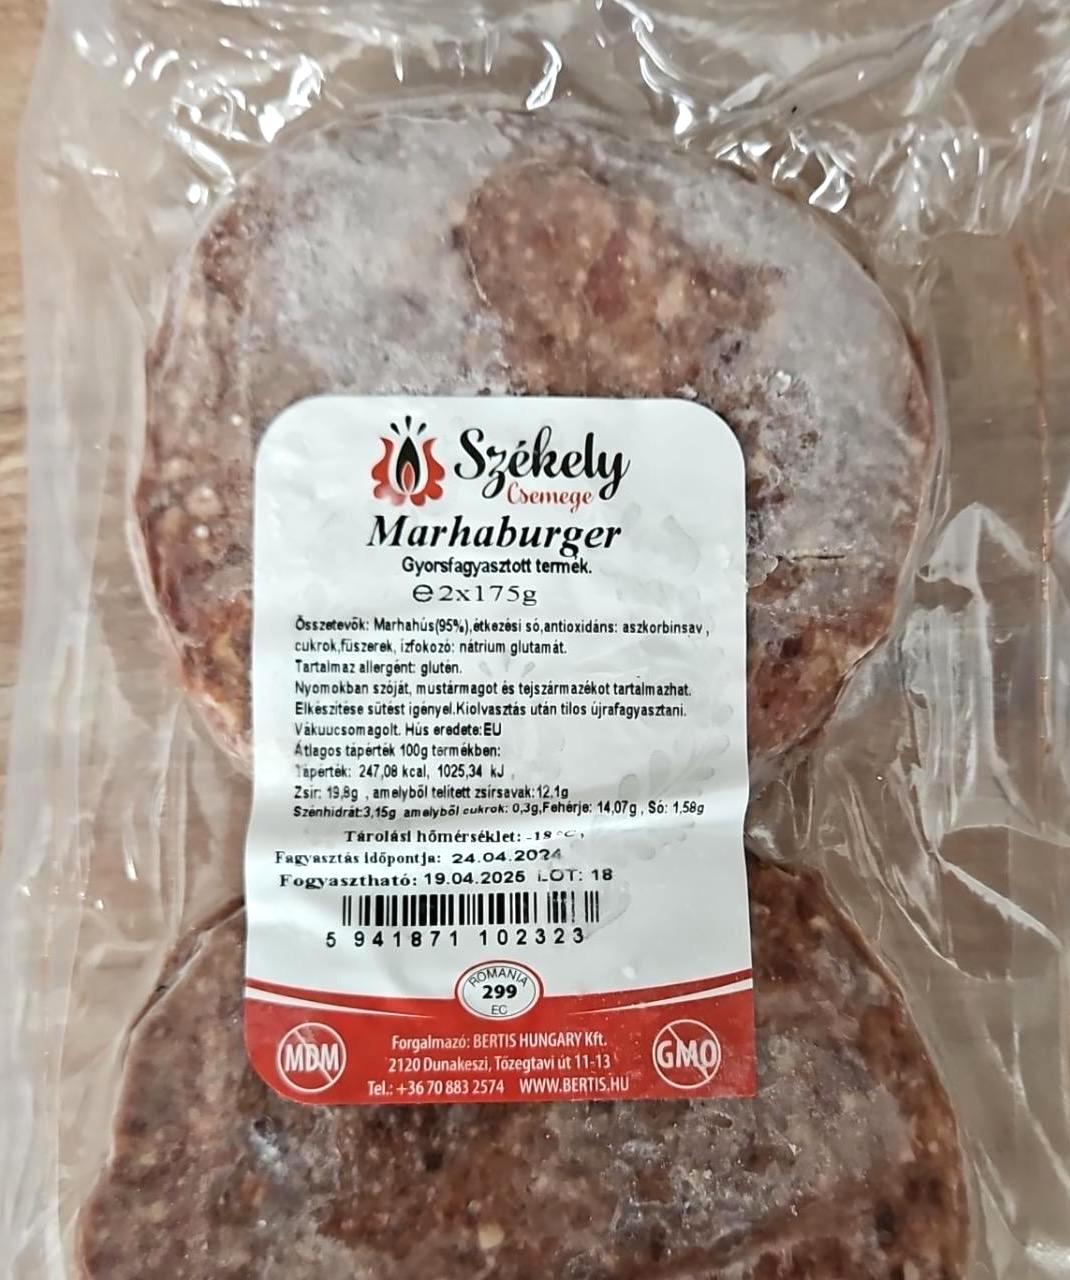 Székely
Csemege
Marhaburger
Gyorsfagyasztott termék.
℮2x175g
Összetevők: Marhahús(95%),étkezési só,antioxidáns: aszkorbinsav,
cukrok,fűszerek, ízfokozó: nátrium glutamát.
Tartalmaz allergént: glutén.
Nyomokban szóját, mustármagot és tejszármazékot tartalmazhat.
Elkészítése sütést igényel.Kiolvasztás után tilos újrafagyasztani.
Vákuucsomagolt. Hús eredete:EU
Átlagos tápérték 100g termékben:
Tápérték: 247,08 kcal, 1025,34 kJ,
Zsír: 19,8g , amelyből telített zsírsavak:12,1g
Szénhidrát:3,15g amelyből cukrok: 0,3g,Fehérje: 14,07g, Só: 1,58g
Tárolási hőmérséklet: -18°C,
Fagyasztás időpontja: 24.04.2024
Fogyasztható: 19.04.2025 LOT: 18
5 941871 102323
ROMANIA
299
EC
MDM
Forgalmazó: BERTIS HUNGARY Kft.
2120 Dunakeszi, Tőzegtavi út 11-13
Tel.: +36 70 883 2574 WWW.BERTIS.HU
GMO